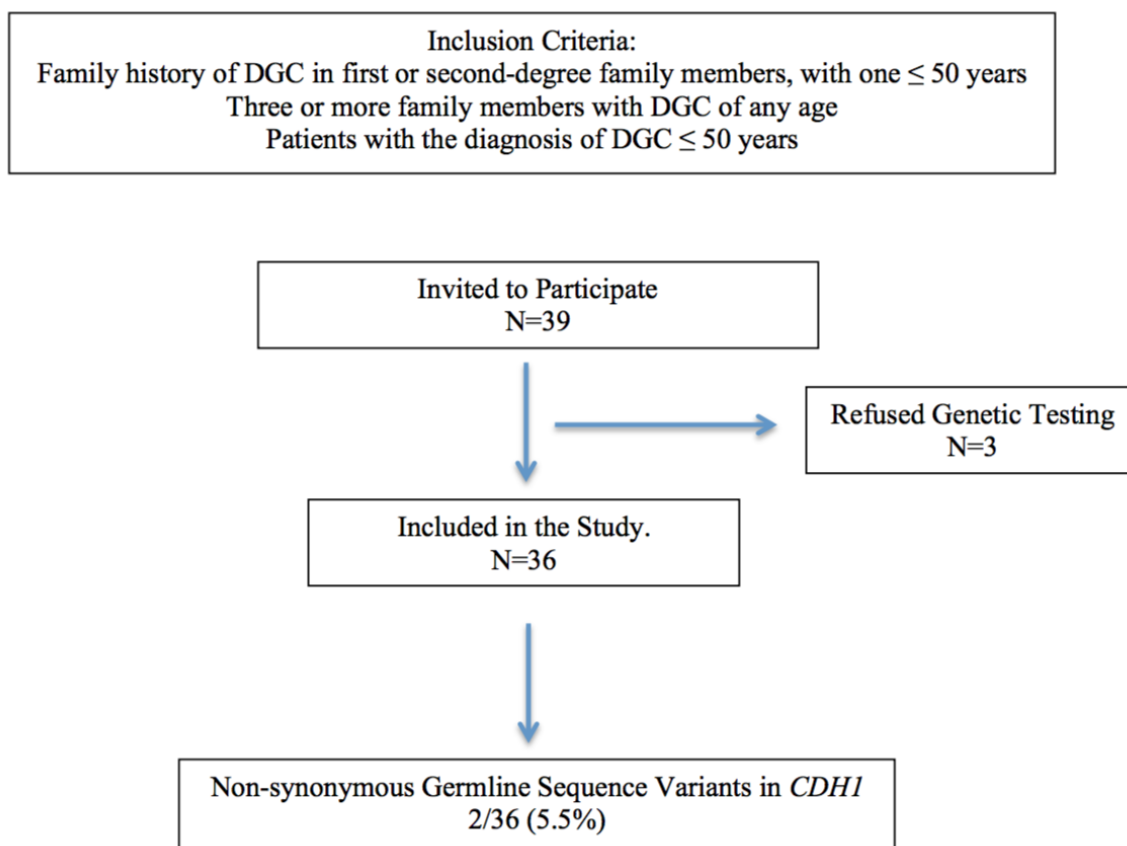 Inclusion Criteria:
Family history of DGC in first or second-degree family members, with one ≤ 50 years
Three or more family members with DGC of any age
Patients with the diagnosis of DGC ≤ 50 years
Invited to Participate
N=39
Refused Genetic Testing
N=3
Included in the Study.
N=36
Non-synonymous Germline Sequence Variants in CDH1
2/36 (5.5%)